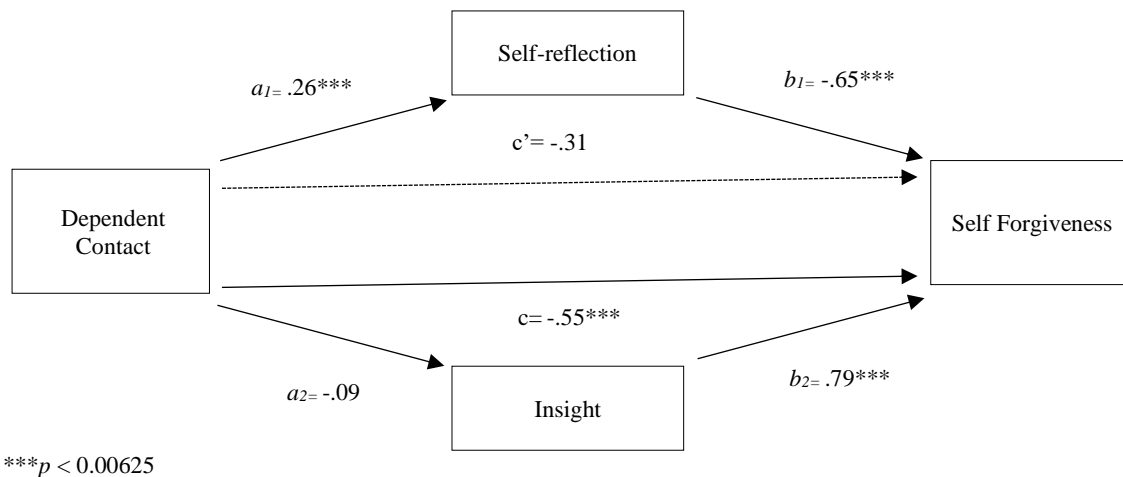 Self-reflection
a1= .26***
b1= -.65***
c’= -.31
Dependent
Contact
Self Forgiveness
c= -.55***
a2= -.09
b2= .79***
Insight
***p < 0.00625